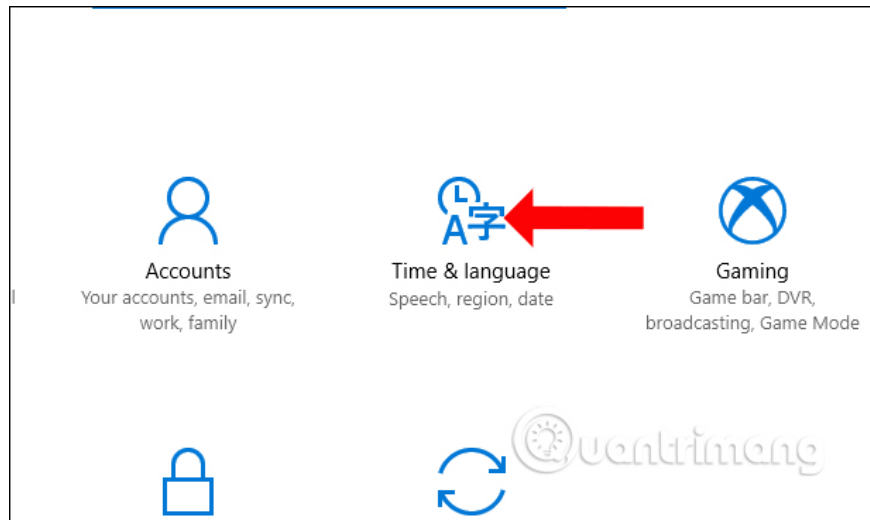 A字
Accounts
Time & language
Gaming
Your accounts, email, sync,
work, family
Speech, region, date
Game bar, DVR,
broadcasting, Game Mode
Quantrimang